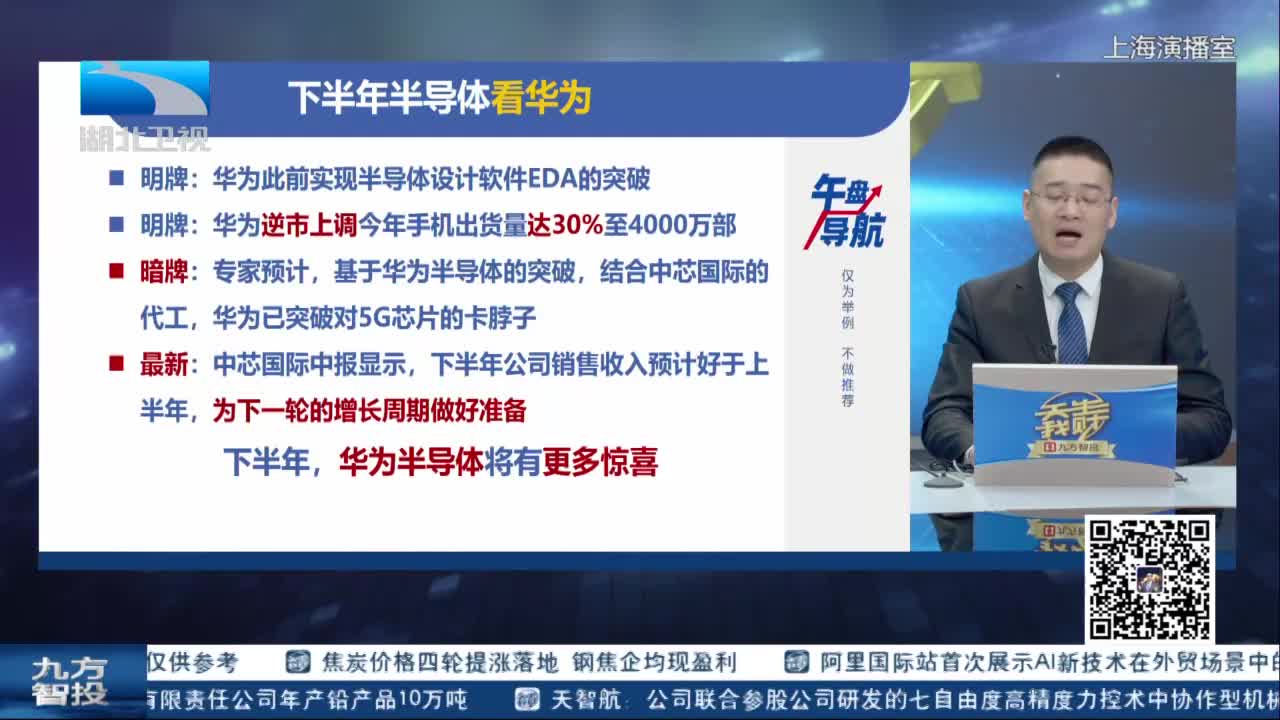 上海演播室
下半年半导体看华为
湖北卫视
明牌：华为此前实现半导体设计软件EDA的突破
明牌：华为逆市上调今年手机出货量达30%至4000万部
暗牌：专家预计，基于华为半导体的突破，结合中芯国际的
代工，华为已突破对5G芯片的卡脖子
最新：中芯国际中报显示，下半年公司销售收入预计好于上
半年，为下一轮的增长周期做好准备
下半年，华为半导体将有更多惊喜
午盘
导航
仅为举例 不做推荐
天生
我财
九方智投
九方
智投
仅供参考 焦炭价格四轮提涨落地 钢焦企均现盈利 阿里国际站首次展示AI新技术在外贸场景中的
有限责任公司年产铅产品10万吨 天智航：公司联合参股公司研发的七自由度高精度力控术中协作型机械